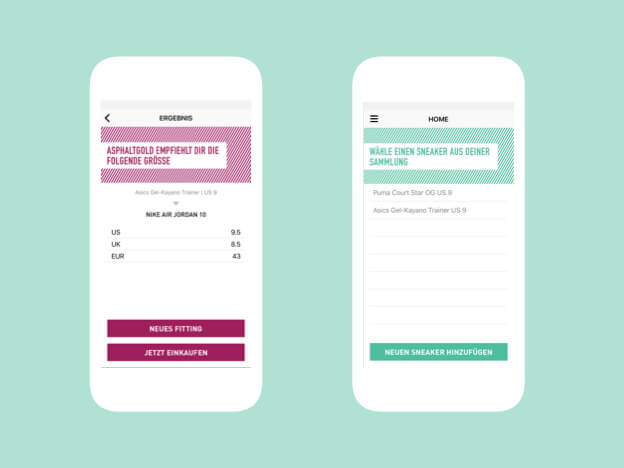 ERGEBNIS
ASPHALTGOLD EMPFIEHLT DIR DIE
FOLGENDE GRÖSSE
Asics Gel-Kayano Trainer | US 9
NIKE AIR JORDAN 10
US 9.5
UK 8.5
EUR 43
NEUES FITTING
JETZT EINKAUFEN
HOME
WÄHLE EINEN SNEAKER AUS DEINER
SAMMLUNG
Puma Court Star OG US 9
Asics Gel-Kayano Trainer US 9
NEUEN SNEAKER HINZUFÜGEN